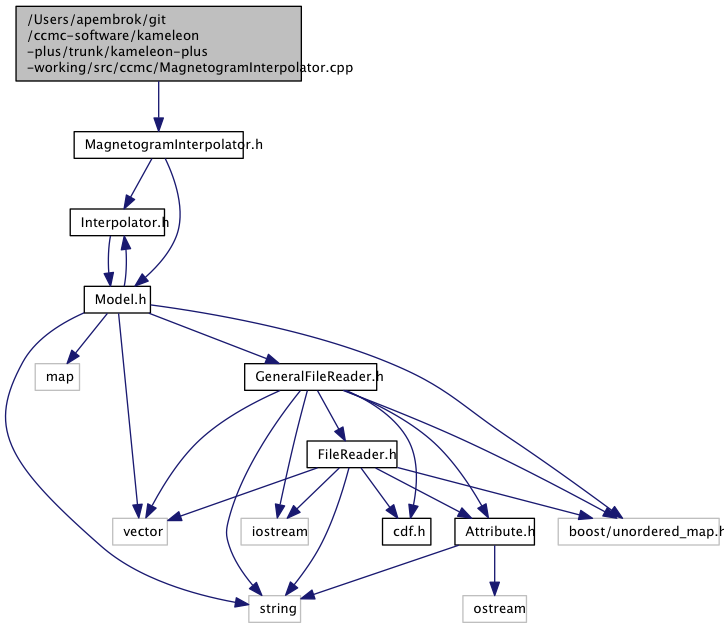 /Users/apembrok/git
/ccmc-software/kameleon
-plus/trunk/kameleon-plus
-working/src/ccmc/MagnetogramInterpolator.cpp
MagnetogramInterpolator.h
Interpolator.h
Model.h
map
GeneralFileReader.h
FileReader.h
vector
iostream
cdf.h
Attribute.h
boost/unordered_map.h
string
ostream